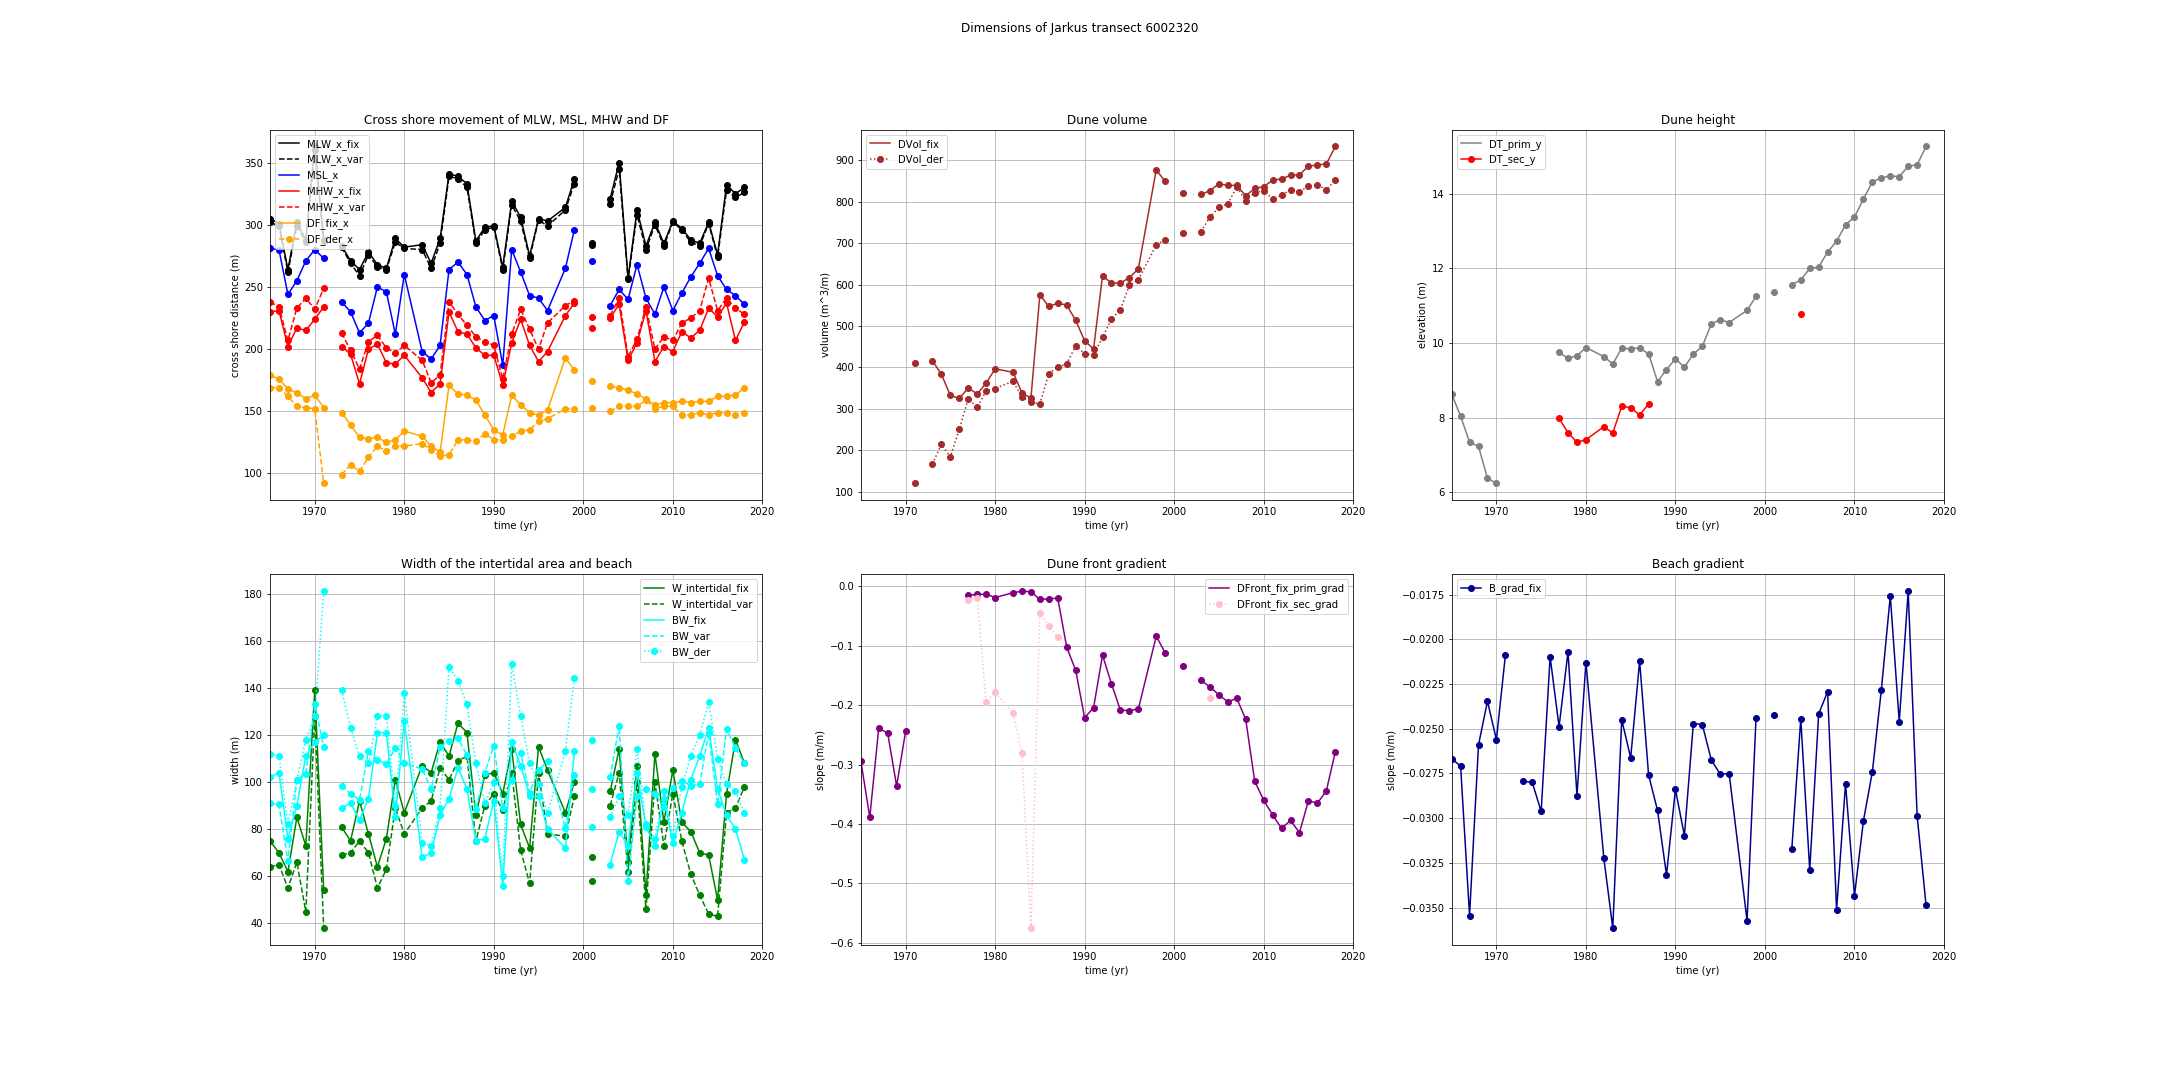 Dimensions of Jarkus transect 6002320
Cross shore movement of MLW, MSL, MHW and DF
MLW_x_fix
MLW_x_var
MSL_x
MHW_x_fix
MHW_x_var
DF_fix_x
DF_der_x
cross shore distance (m)
350
300
250
200
150
100
1970
1980
1990
2000
2010
2020
time (yr)
Dune volume
DVol_fix
DVol_der
volume (m^3/m)
900
800
700
600
500
400
300
200
100
1970
1980
1990
2000
2010
2020
time (yr)
Dune height
DT_prim_y
DT_sec_y
elevation (m)
14
12
10
8
6
1970
1980
1990
2000
2010
2020
time (yr)
Width of the intertidal area and beach
W_intertidal_fix
W_intertidal_var
BW_fix
BW_var
BW_der
width (m)
180
160
140
120
100
80
60
40
1970
1980
1990
2000
2010
2020
time (yr)
Dune front gradient
DFront_fix_prim_grad
DFront_fix_sec_grad
slope (m/m)
0.0
−0.1
−0.2
−0.3
−0.4
−0.5
−0.6
1970
1980
1990
2000
2010
2020
time (yr)
Beach gradient
B_grad_fix
slope (m/m)
−0.0175
−0.0200
−0.0225
−0.0250
−0.0275
−0.0300
−0.0325
−0.0350
1970
1980
1990
2000
2010
2020
time (yr)